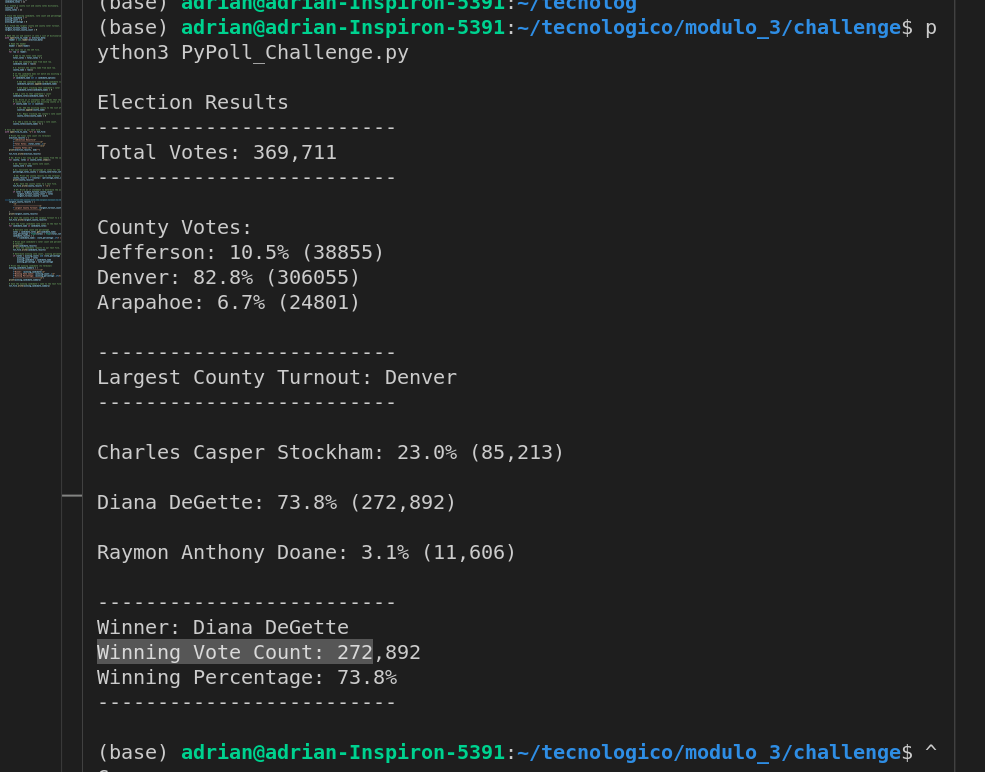 (base) adrian@adrian-Inspiron-5391:~/tecnolog
(base) adrian@adrian-Inspiron-5391:~/tecnologico/modulo_3/challenge$ p
ython3 PyPoll_Challenge.py
Election Results
-------------------------
Total Votes: 369,711
-------------------------
County Votes:
Jefferson: 10.5% (38855)
Denver: 82.8% (306055)
Arapahoe: 6.7% (24801)
-------------------------
Largest County Turnout: Denver
-------------------------
Charles Casper Stockham: 23.0% (85,213)
Diana DeGette: 73.8% (272,892)
Raymon Anthony Doane: 3.1% (11,606)
-------------------------
Winner: Diana DeGette
Winning Vote Count: 272,892
Winning Percentage: 73.8%
-------------------------
(base) adrian@adrian-Inspiron-5391:~/tecnologico/modulo_3/challenge$ ^